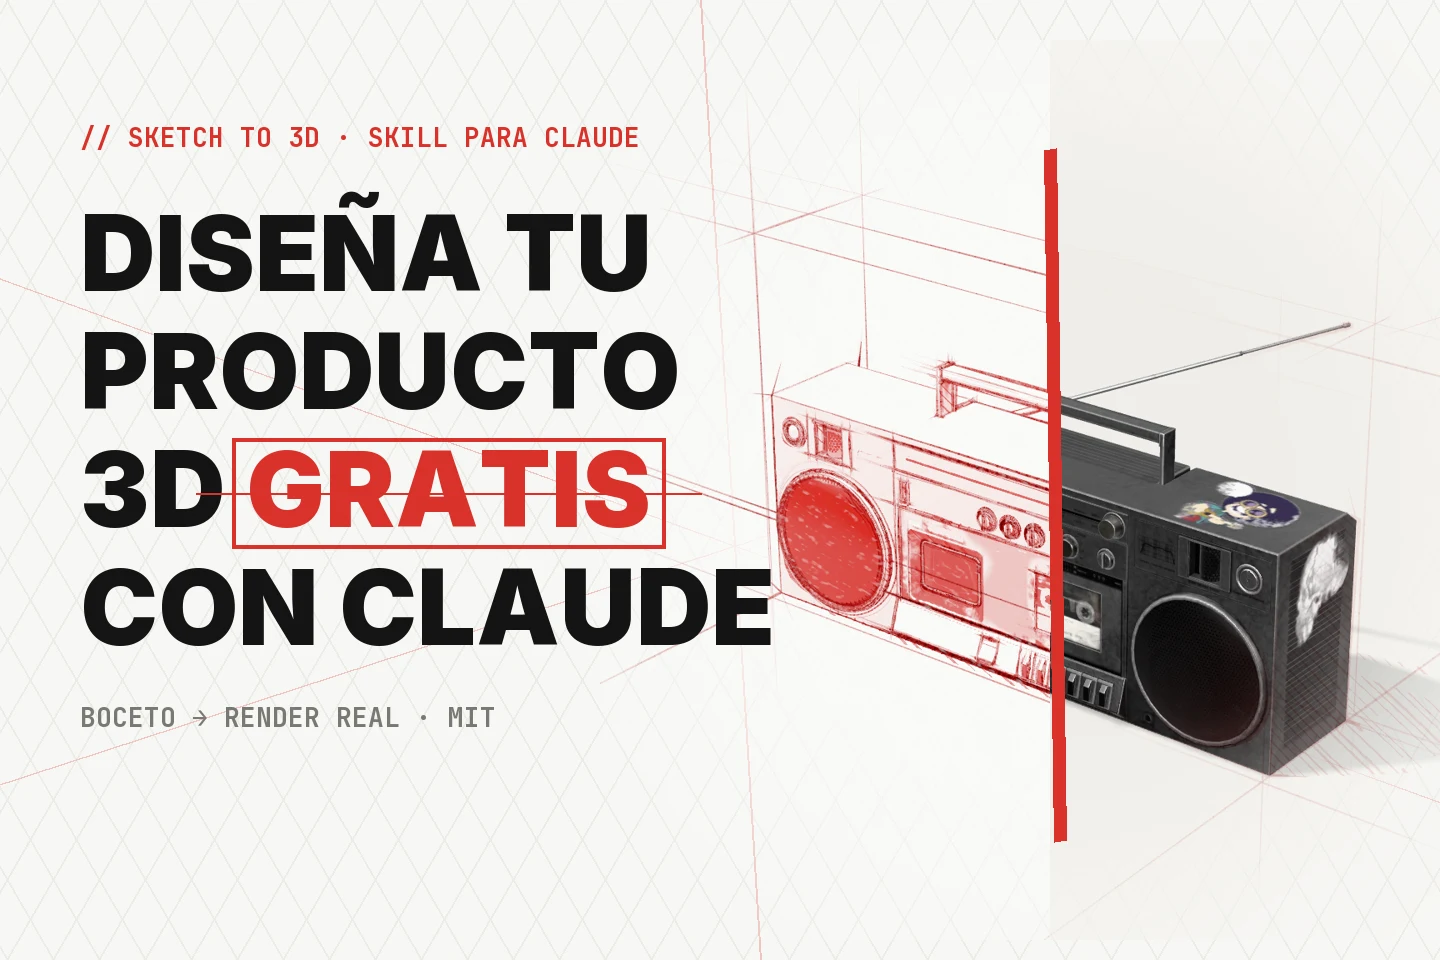 // SKETCH TO 3D · SKILL PARA CLAUDE
DISEÑA TU
PRODUCTO
3D GRATIS
CON CLAUDE
BOCETO → RENDER REAL · MIT